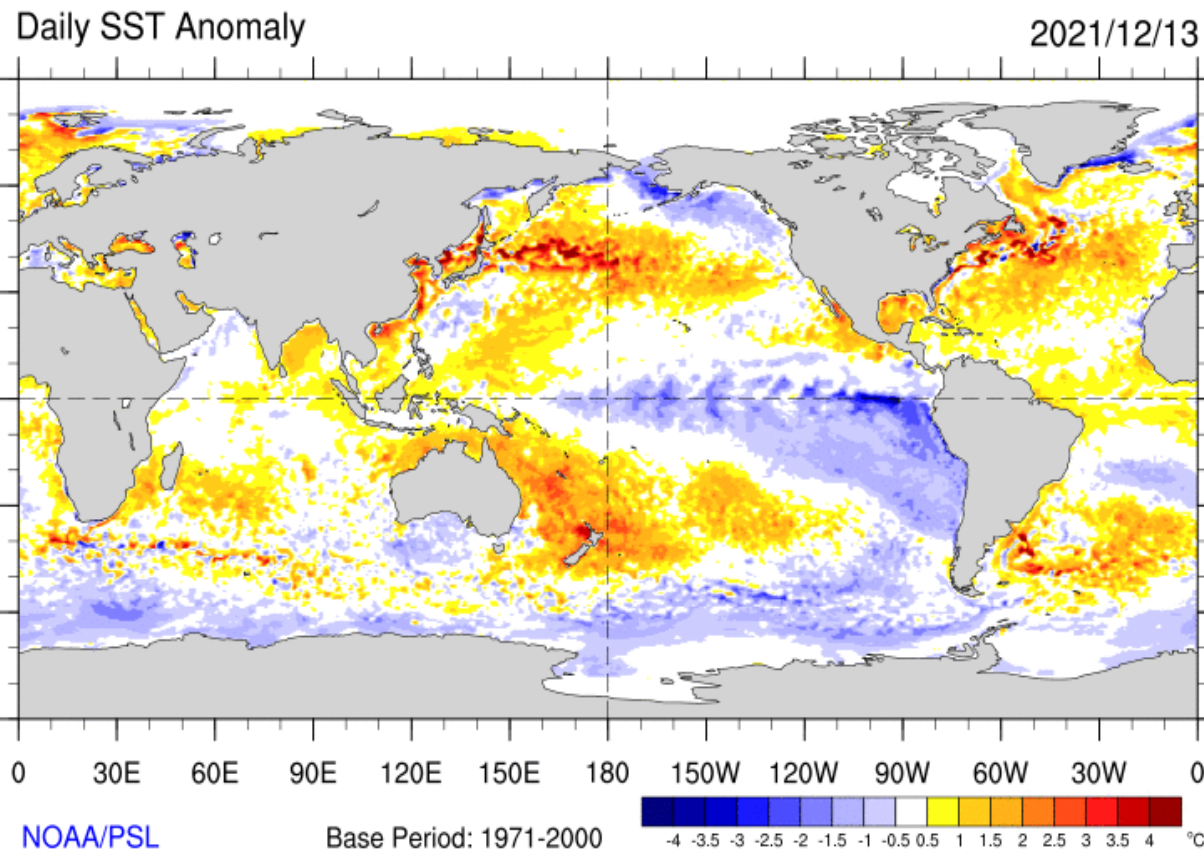 Daily SST Anomaly 2021/12/13
0 30E 60E 90E 120E 150E 180 150W 120W 90W 60W 30W 0
-4 -3.5 -3 -2.5 -2 -1.5 -1 -0.5 0.5 1 1.5 2 2.5 3 3.5 4 °C
NOAA/PSL Base Period: 1971-2000